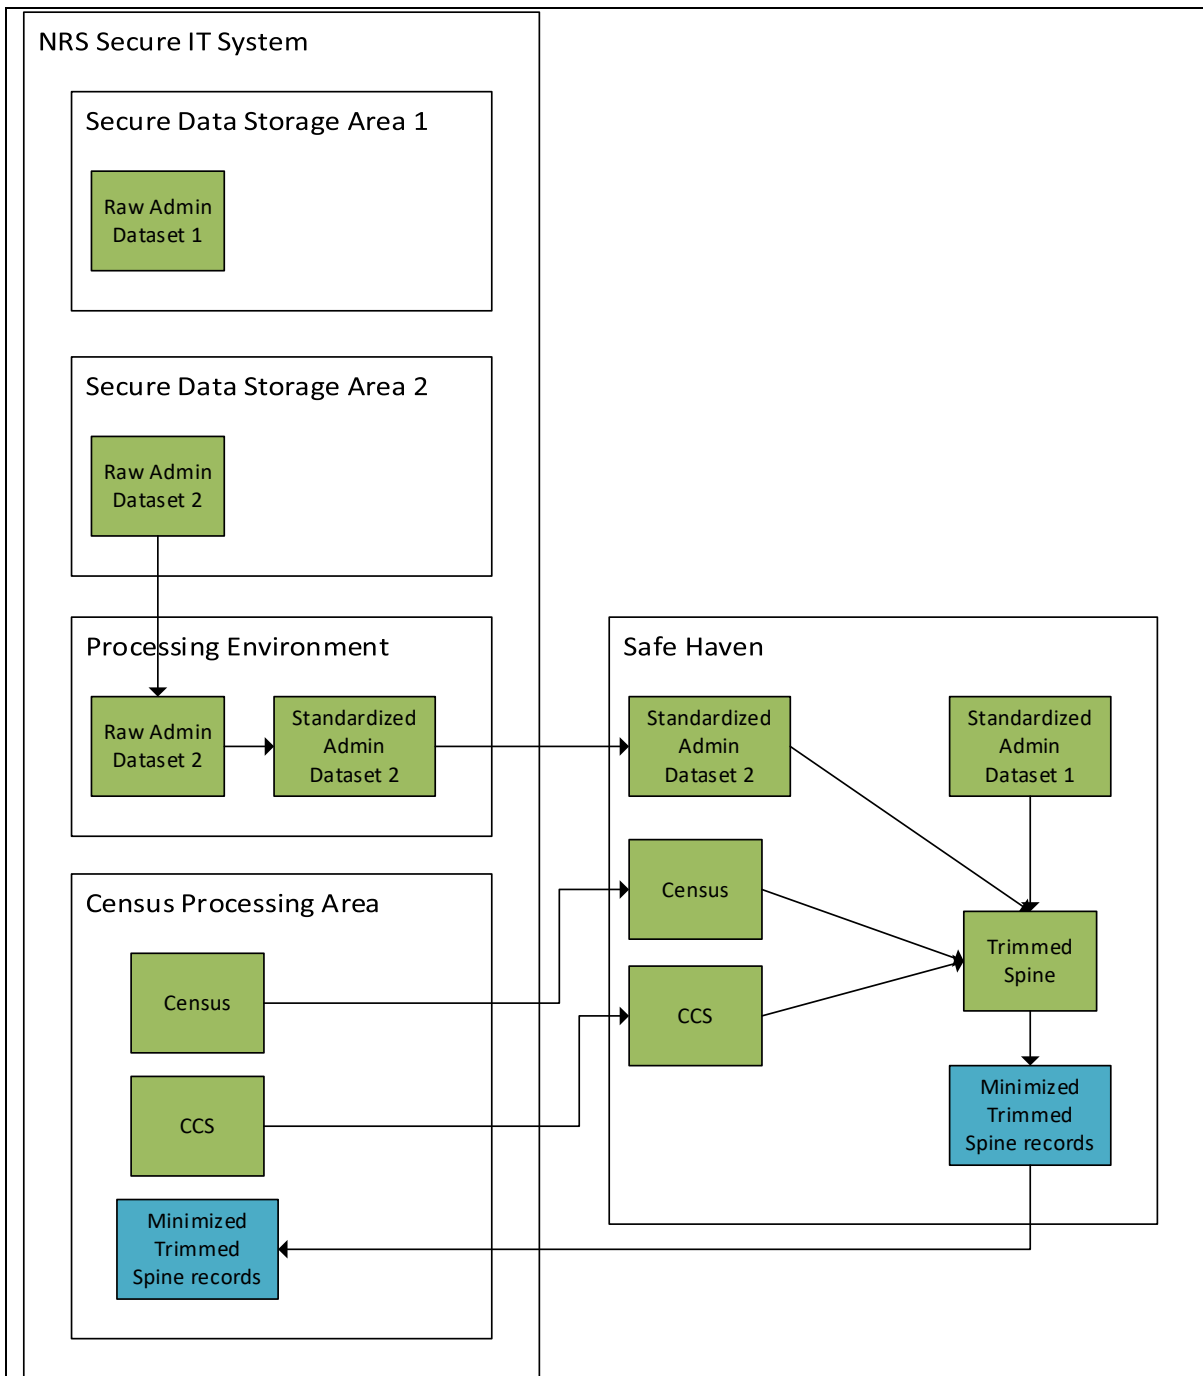 NRS Secure IT System
Secure Data Storage Area 1
Raw Admin
Dataset 1
Secure Data Storage Area 2
Raw Admin
Dataset 2
Processing Environment
Raw Admin
Dataset 2
Standardized
Admin
Dataset 2
Census Processing Area
Census
CCS
Minimized
Trimmed
Spine records
Safe Haven
Standardized
Admin
Dataset 2
Standardized
Admin
Dataset 1
Census
CCS
Trimmed
Spine
Minimized
Trimmed
Spine records